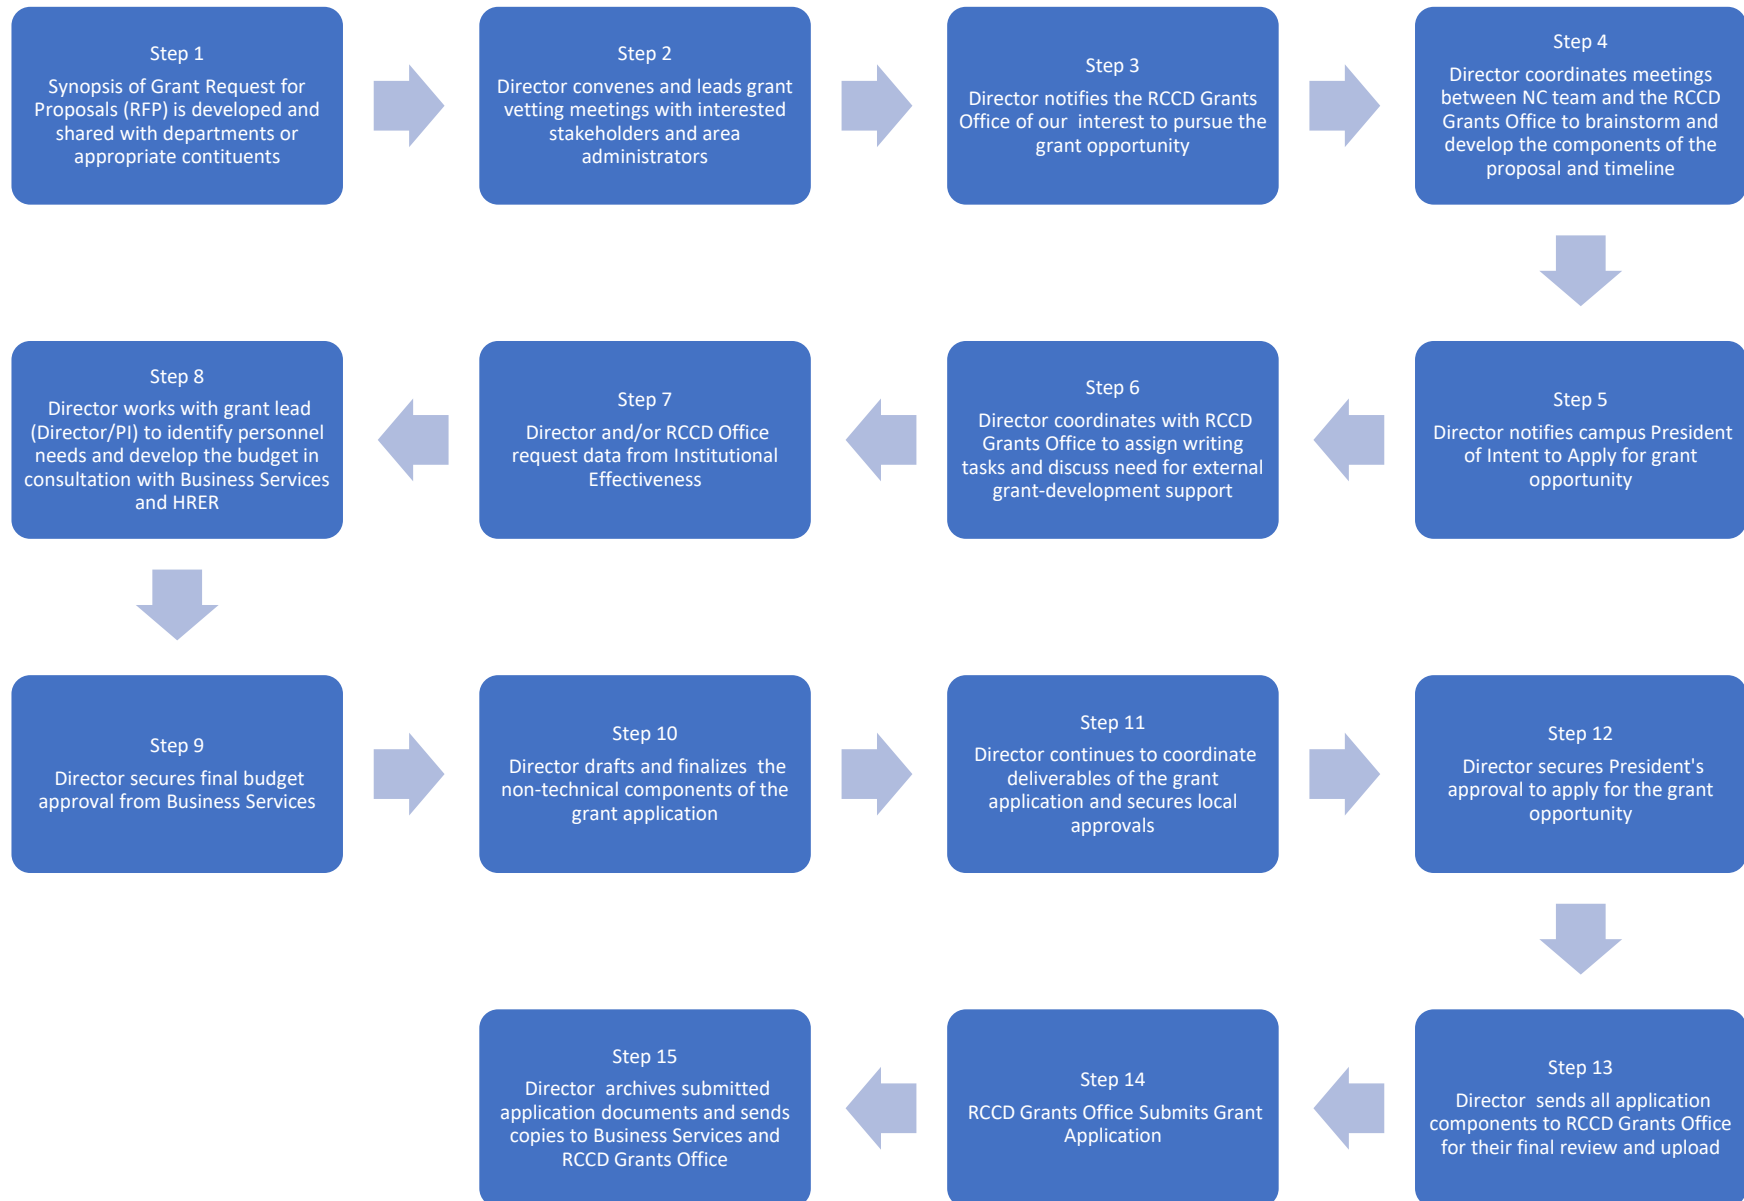 Step 1
Synopsis of Grant Request for
Proposals (RFP) is developed and
shared with departments or
appropriate contituents
Step 2
Director convenes and leads grant
vetting meetings with interested
stakeholders and area
administrators
Step 3
Director notifies the RCCD Grants
Office of our  interest to pursue the
grant opportunity
Step 4
Director coordinates meetings
between NC team and the RCCD
Grants Office to brainstorm and
develop the components of the
proposal and timeline
Step 5
Director notifies campus President
of Intent to Apply for grant
opportunity
Step 6
Director coordinates with RCCD
Grants Office to assign writing
tasks and discuss need for external
grant-development support
Step 7
Director and/or RCCD Office
request data from Institutional
Effectiveness
Step 8
Director works with grant lead
(Director/PI) to identify personnel
needs and develop the budget in
consultation with Business Services
and HRER
Step 9
Director secures final budget
approval from Business Services
Step 10
Director drafts and finalizes  the
non-technical components of the
grant application
Step 11
Director continues to coordinate
deliverables of the grant
application and secures local
approvals
Step 12
Director secures President's
approval to apply for the grant
opportunity
Step 13
Director  sends all application
components to RCCD Grants Office
for their final review and upload
Step 14
RCCD Grants Office Submits Grant
Application
Step 15
Director  archives submitted
application documents and sends
copies to Business Services and
RCCD Grants Office